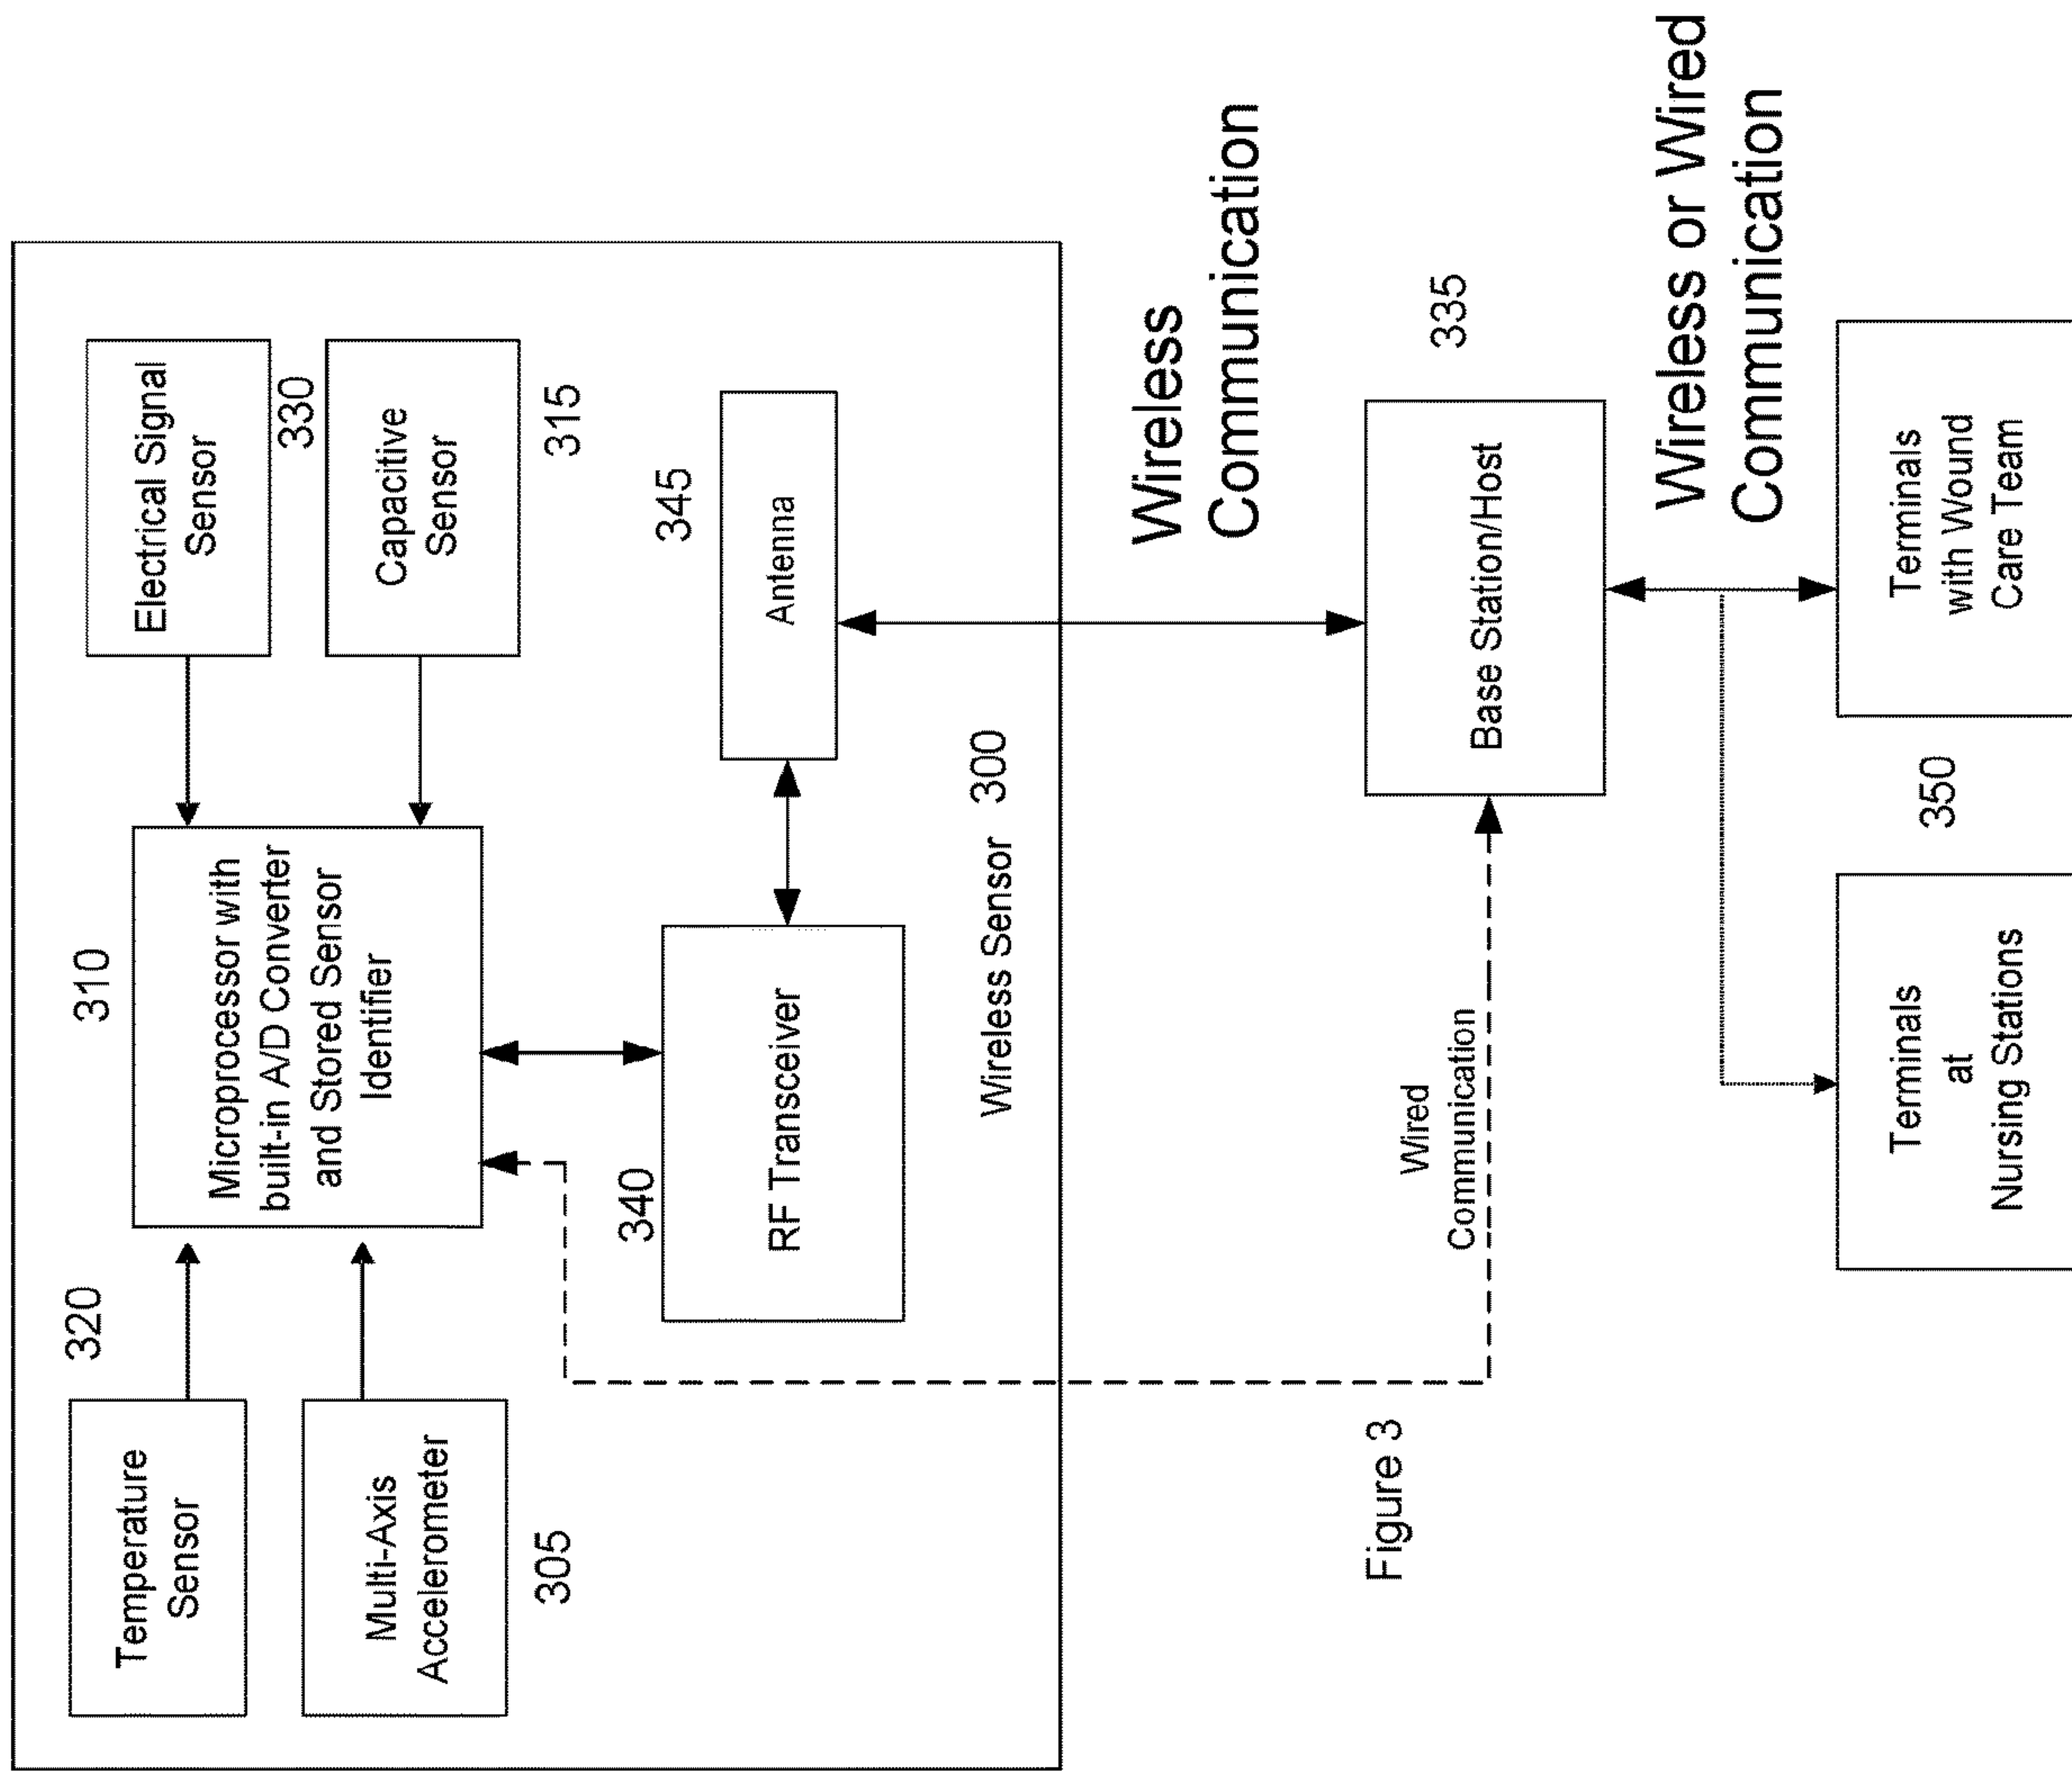 Temperature
Sensor
320
Multi-Axis
Accelerometer
305
310
Microprocessor with
built-in A/D Converter
and Stored Sensor
Identifier
Electrical Signal
Sensor
330
Capacitive
Sensor
315
340
RF Transceiver
345
Antenna
Wireless Sensor 300
Wireless
Communication
Figure 3
Wired
Communication
335
Base Station/Host
Wireless or Wired
Communication
Terminals
at
Nursing Stations
350
Terminals
with Wound
Care Team